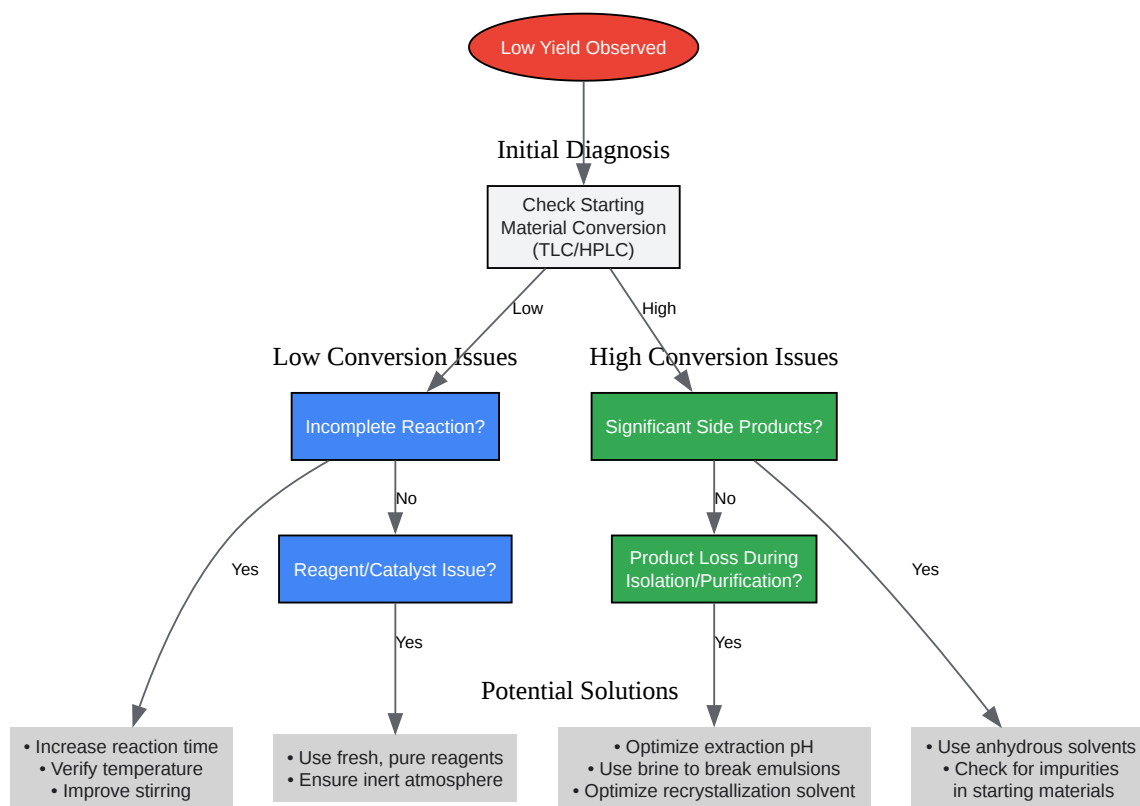 Low Yield Observed
Initial Diagnosis
Check Starting
Material Conversion
(TLC/HPLC)
Low
High
Low Conversion Issues
High Conversion Issues
Incomplete Reaction?
Significant Side Products?
No
No
Yes
Reagent/Catalyst Issue?
Product Loss During
Isolation/Purification?
Yes
Yes
Yes
Potential Solutions
• Increase reaction time
• Verify temperature
• Improve stirring
• Use fresh, pure reagents
• Ensure inert atmosphere
• Optimize extraction pH
• Use brine to break emulsions
• Optimize recrystallization solvent
• Use anhydrous solvents
• Check for impurities
in starting materials